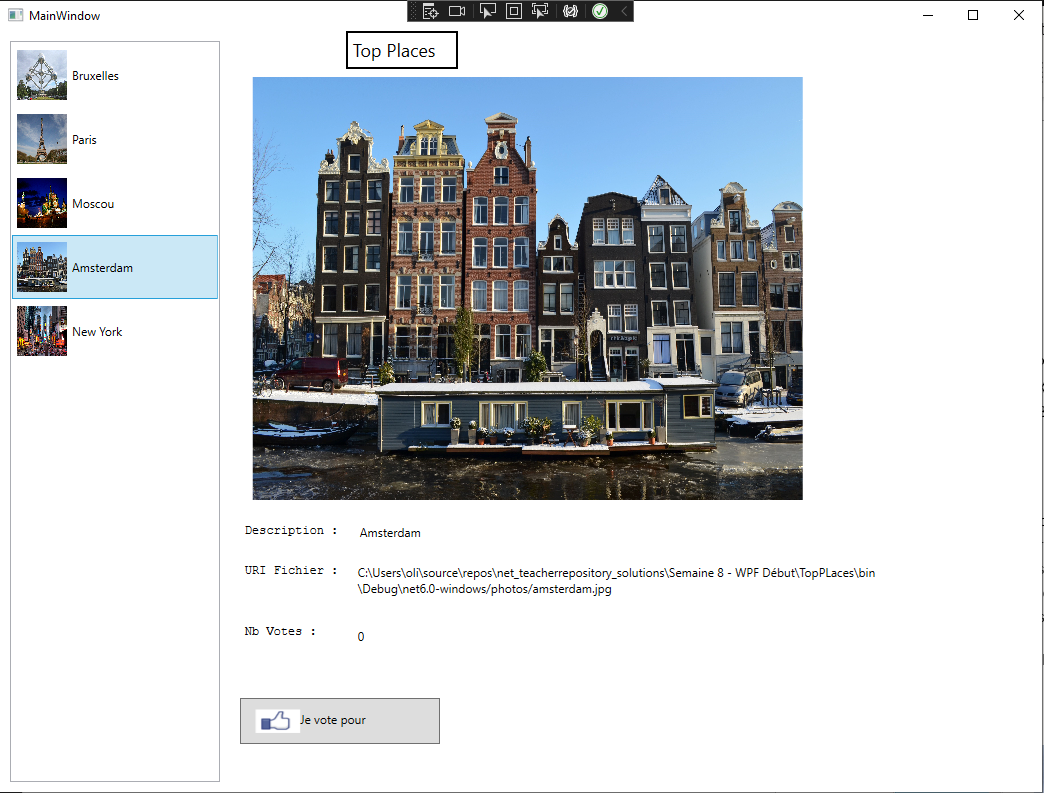 MainWindow
Top Places
Bruxelles
Paris
Moscou
Amsterdam
New York
Description :
Amsterdam
URI Fichier :
C:\Users\oli\source\repos\net_teacherrepository_solutions\Semaine 8 - WPF Début\TopPLaces\bin
\Debug\net6.0-windows/photos/amsterdam.jpg
Nb Votes :
0
Je vote pour